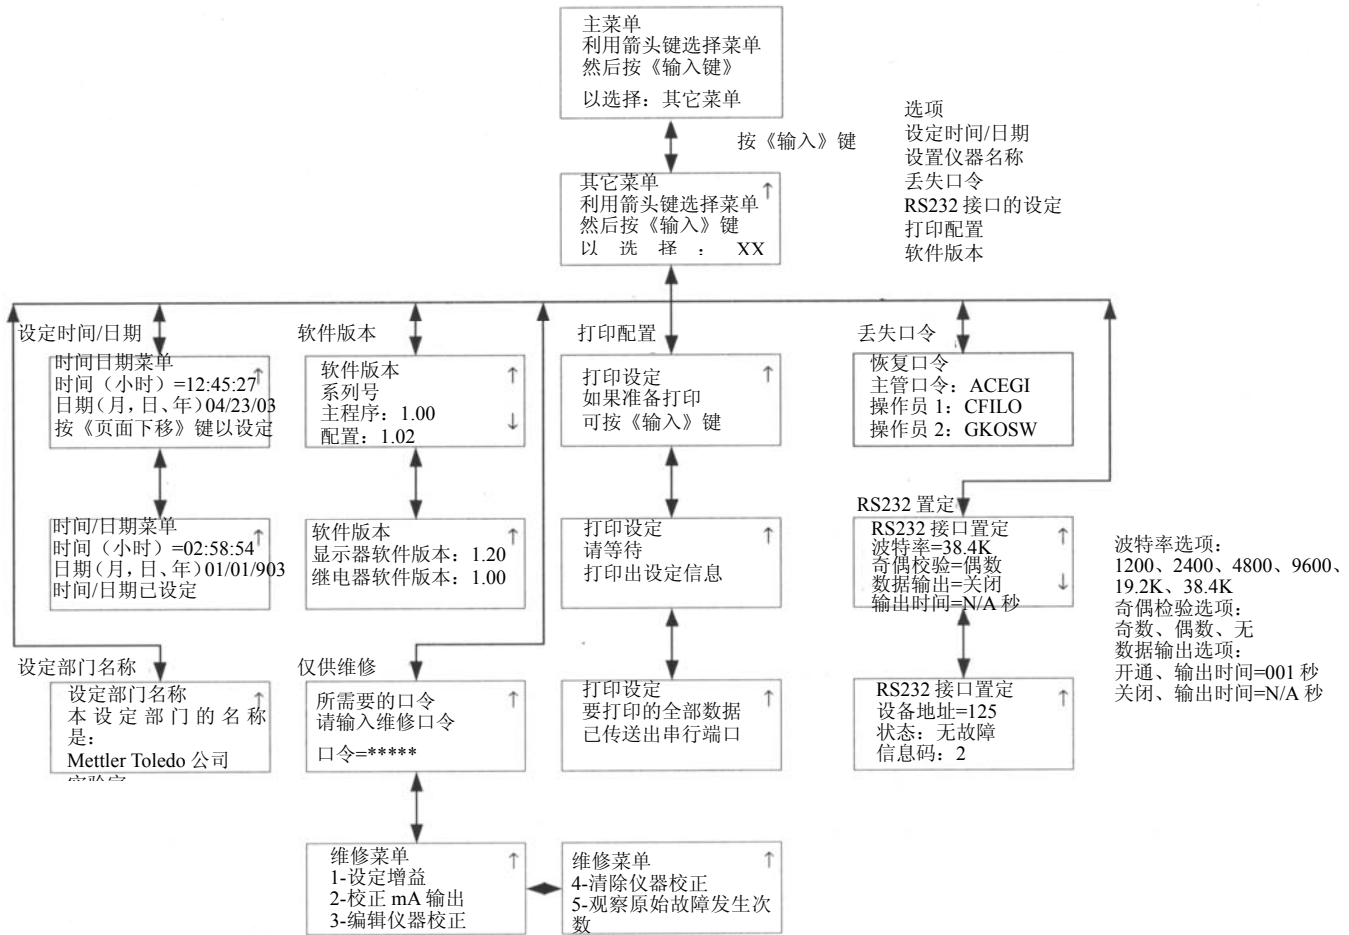 主菜单
利用箭头键选择菜单
然后按《输入键》
以选择：其它菜单
按《输入》键
选项
设定时间/日期
设置仪器名称
丢失口令
RS232 接口的设定
打印配置
软件版本
其它菜单 ↑
利用箭头键选择菜单
然后按《输入》键
以选择：XX
设定时间/日期
时间日期菜单 ↑
时间（小时）=12:45:27
日期(月，日、年)04/23/03
按《页面下移》键以设定
时间/日期菜单 ↑
时间（小时）=02:58:54
日期(月，日、年)01/01/903
时间/日期已设定
设定部门名称
设定部门名称 ↑
本设定部门的名称
是：
Mettler Toledo 公司
软件版本
软件版本 ↑
系列号
主程序：1.00
配置：1.02 ↓
软件版本 ↑
显示器软件版本：1.20
继电器软件版本：1.00
仅供维修
所需要的口令 ↑
请输入维修口令
口令=*****
维修菜单 ↑
1-设定增益
2-校正 mA 输出
3-编辑仪器校正
维修菜单 ↑
4-清除仪器校正
5-观察原始故障发生次
数
打印配置
打印设定 ↑
如果准备打印
可按《输入》键
打印设定 ↑
请等待
打印出设定信息
打印设定 ↑
要打印的全部数据
已传送出串行端口
丢失口令
恢复口令
主管口令：ACEGI
操作员 1：CFILO
操作员 2：GKOSW
RS232 置定
RS232 接口置定 ↑
波特率=38.4K
奇偶校验=偶数
数据输出=关闭 ↓
输出时间=N/A 秒
RS232 接口置定 ↑
设备地址=125
状态：无故障
信息码：2
波特率选项：
1200、2400、4800、9600、
19.2K、38.4K
奇偶检验选项：
奇数、偶数、无
数据输出选项：
开通、输出时间=001 秒
关闭、输出时间=N/A 秒